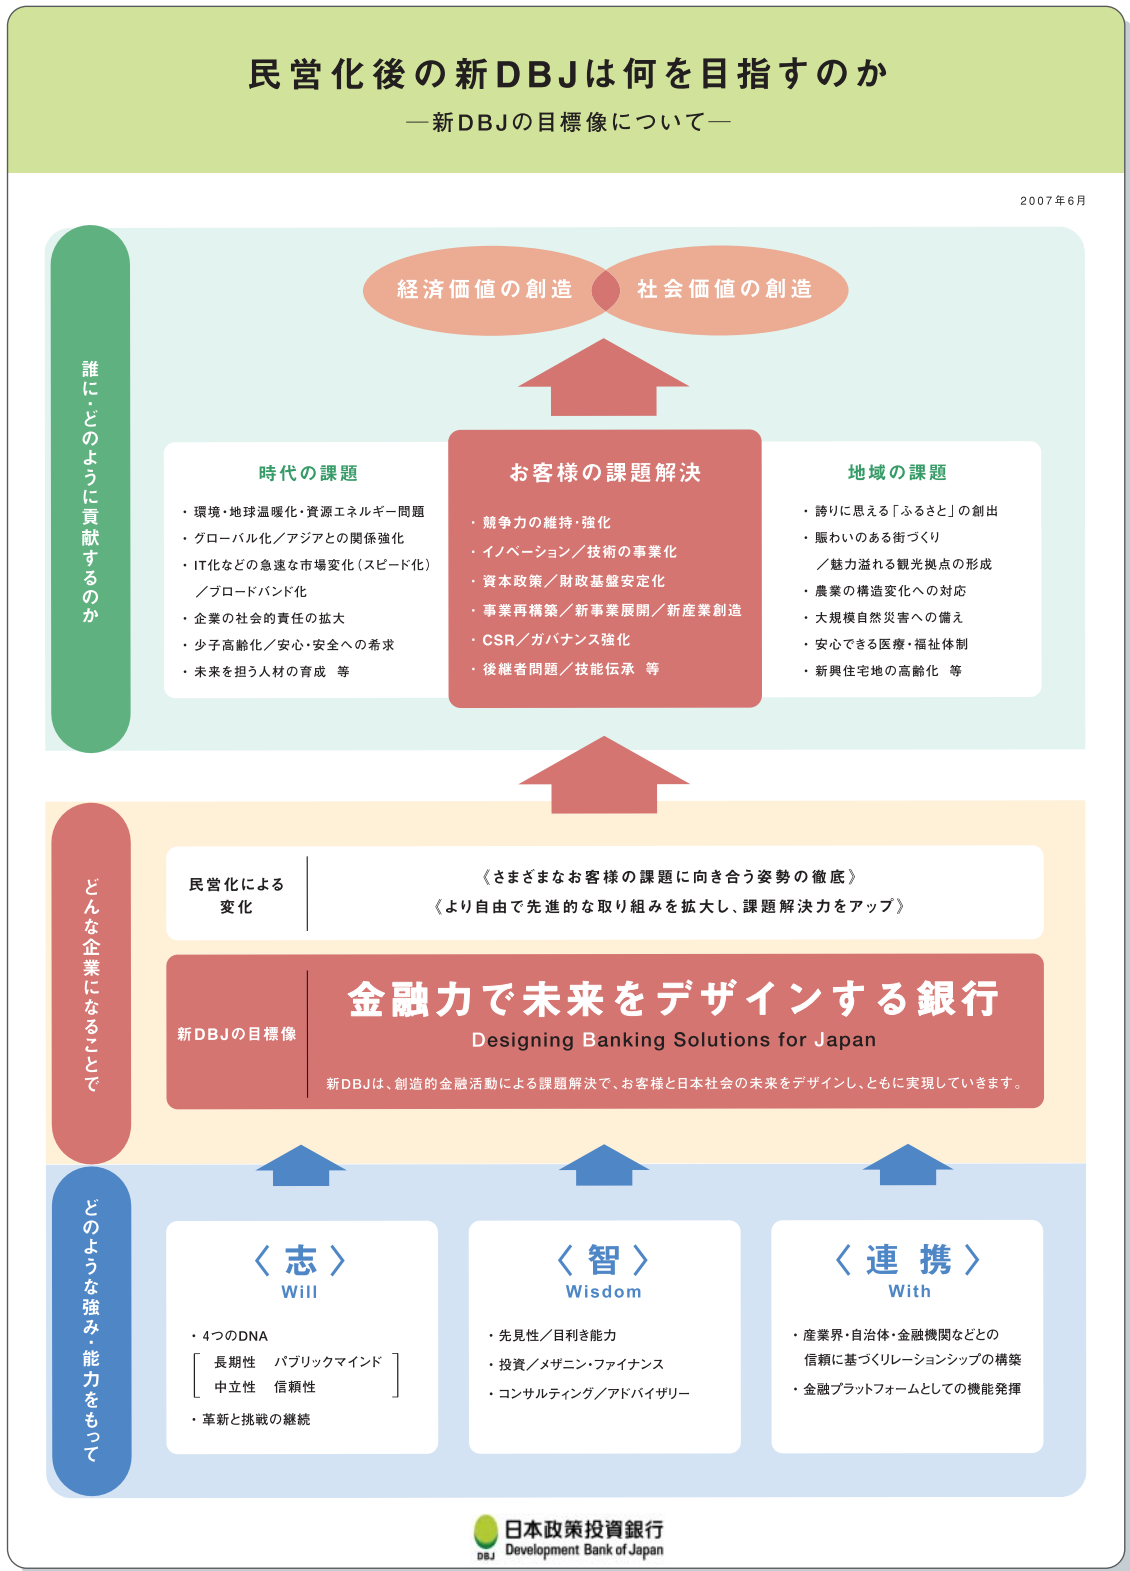 民営化後の新DBJは何を目指すのか
―新DBJの目標像について―
2007年6月
誰に・どのように貢献するのか
経済価値の創造
社会価値の創造
時代の課題
・環境・地球温暖化・資源エネルギー問題
・グローバル化／アジアとの関係強化
・IT化などの急速な市場変化（スピード化）
／ブロードバンド化
・企業の社会的責任の拡大
・少子高齢化／安心・安全への希求
・未来を担う人材の育成 等
お客様の課題解決
・競争力の維持・強化
・イノベーション／技術の事業化
・資本政策／財政基盤安定化
・事業再構築／新事業展開／新産業創造
・CSR／ガバナンス強化
・後継者問題／技能伝承 等
地域の課題
・誇りに思える「ふるさと」の創出
・賑わいのある街づくり
／魅力溢れる観光拠点の形成
・農業の構造変化への対応
・大規模自然災害への備え
・安心できる医療・福祉体制
・新興住宅地の高齢化 等
どんな企業になることで
民営化による
変化
《さまざまなお客様の課題に向き合う姿勢の徹底》
《より自由で先進的な取り組みを拡大し、課題解決力をアップ》
新DBJの目標像
金融力で未来をデザインする銀行
Designing Banking Solutions for Japan
新DBJは、創造的金融活動による課題解決で、お客様と日本社会の未来をデザインし、ともに実現していきます。
どのような強み・能力をもって
〈志〉
Will
・4つのDNA
長期性 パブリックマインド
中立性 信頼性
・革新と挑戦の継続
〈智〉
Wisdom
・先見性／目利き能力
・投資／メザニン・ファイナンス
・コンサルティング／アドバイザリー
〈連携〉
With
・産業界・自治体・金融機関などとの
信頼に基づくリレーションシップの構築
・金融プラットフォームとしての機能発揮
DBJ
日本政策投資銀行
Development Bank of Japan